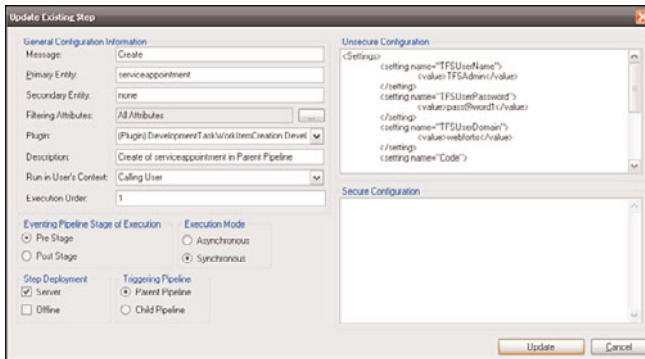 Update Existing Step
General Configuration Information
Message: Create
Primary Entity: serviceappointment
Secondary Entity: none
Filtering Attributes: All Attributes ...
Plugin: (Plugin) DevelopmentTaskWorkItemCreation.Devel
Description: Create of serviceappointment in Parent Pipeline
Run in User's Context: Calling User
Execution Order: 1
Eventing Pipeline Stage of Execution
Pre Stage
Post Stage
Execution Mode
Asynchronous
Synchronous
Step Deployment
Server
Offline
Triggering Pipeline
Parent Pipeline
Child Pipeline
Unsecure Configuration
<Settings>
<setting name="TFSUserName">
<value>TFSAdmin</value>
</setting>
<setting name="TFSUserPassword">
<value>pass@word1</value>
</setting>
<setting name="TFSUserDomain">
<value>webforte</value>
</setting>
<setting name="Code">
Secure Configuration
Update
Cancel